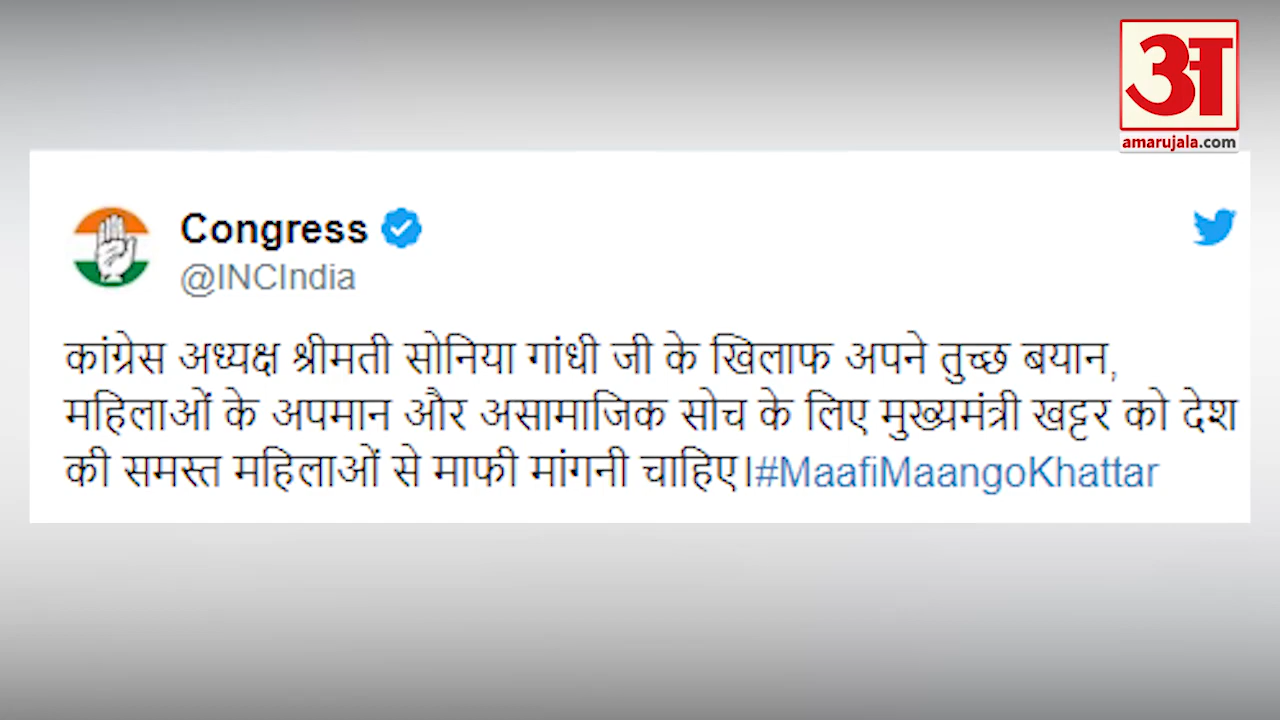 अ
amarujala.com
Congress
@INCIndia
कांग्रेस अध्यक्ष श्रीमती सोनिया गांधी जी के खिलाफ अपने तुच्छ बयान,
महिलाओं के अपमान और असामाजिक सोच के लिए मुख्यमंत्री खट्टर को देश
की समस्त महिलाओं से माफी मांगनी चाहिए।#MaafiMaangoKhattar